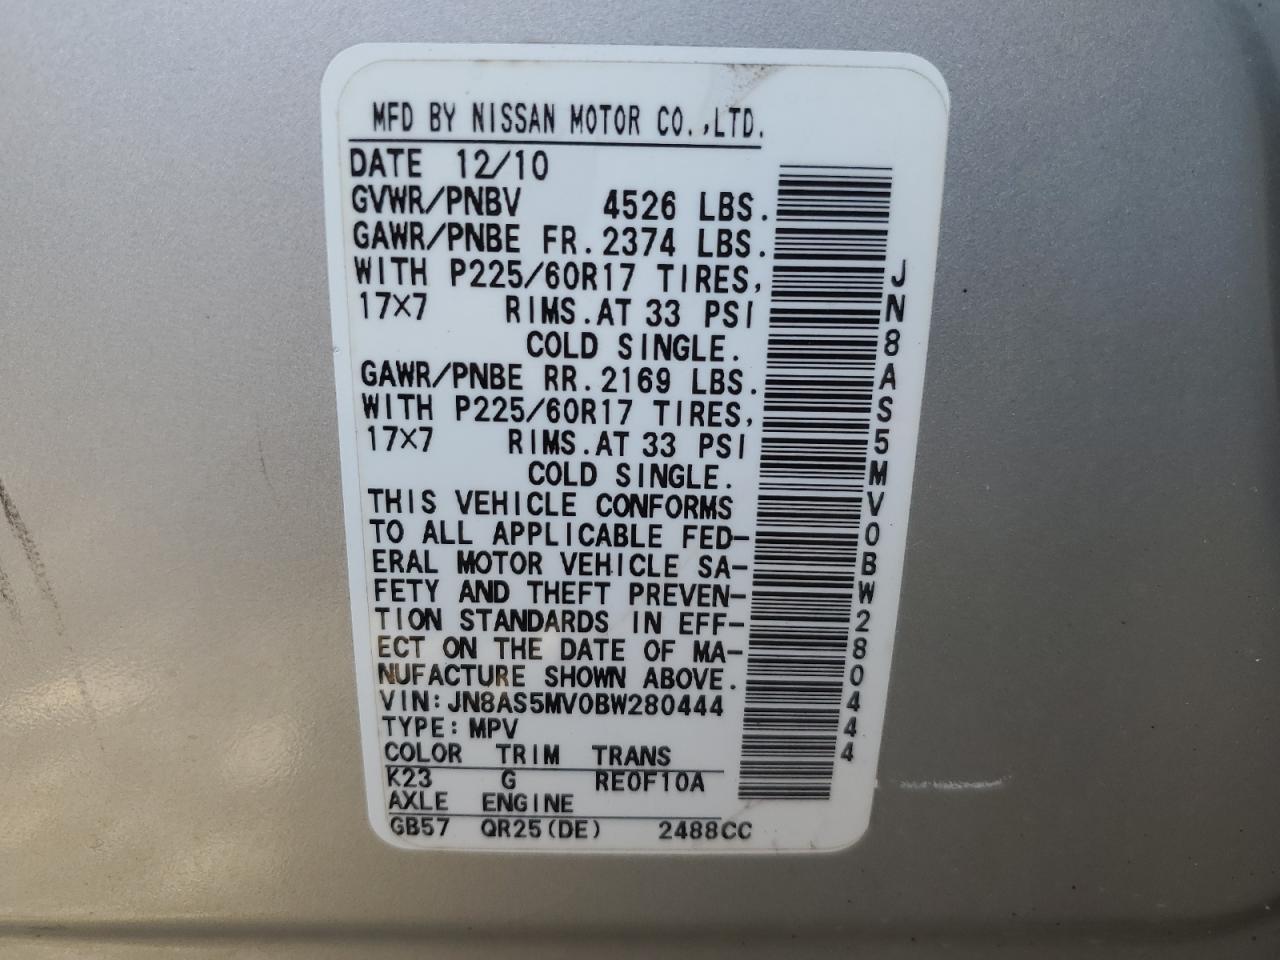 MFD BY NISSAN MOTOR CO.,LTD.
DATE 12/10
GVWR/PNBV 4526 LBS.
GAWR/PNBE FR. 2374 LBS.
WITH P225/60R17 TIRES,
17×7 RIMS. AT 33 PSI
COLD SINGLE.
GAWR/PNBE RR. 2169 LBS.
WITH P225/60R17 TIRES,
17×7 RIMS. AT 33 PSI
COLD SINGLE.
THIS VEHICLE CONFORMS
TO ALL APPLICABLE FED-
ERAL MOTOR VEHICLE SA-
FETY AND THEFT PREVEN-
TION STANDARDS IN EFF-
ECT ON THE DATE OF MA-
NUFACTURE SHOWN ABOVE.
VIN: JN8AS5MV0BW280444
TYPE: MPV
COLOR TRIM TRANS
K23 G RE0F10A
AXLE ENGINE
GB57 QR25(DE) 2488CC
JN8AS5MV0BW280444